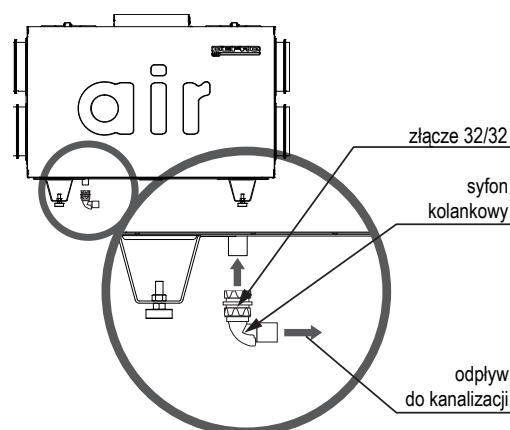 air
złącze 32/32
syfon
kolankowy
odpływ
do kanalizacji